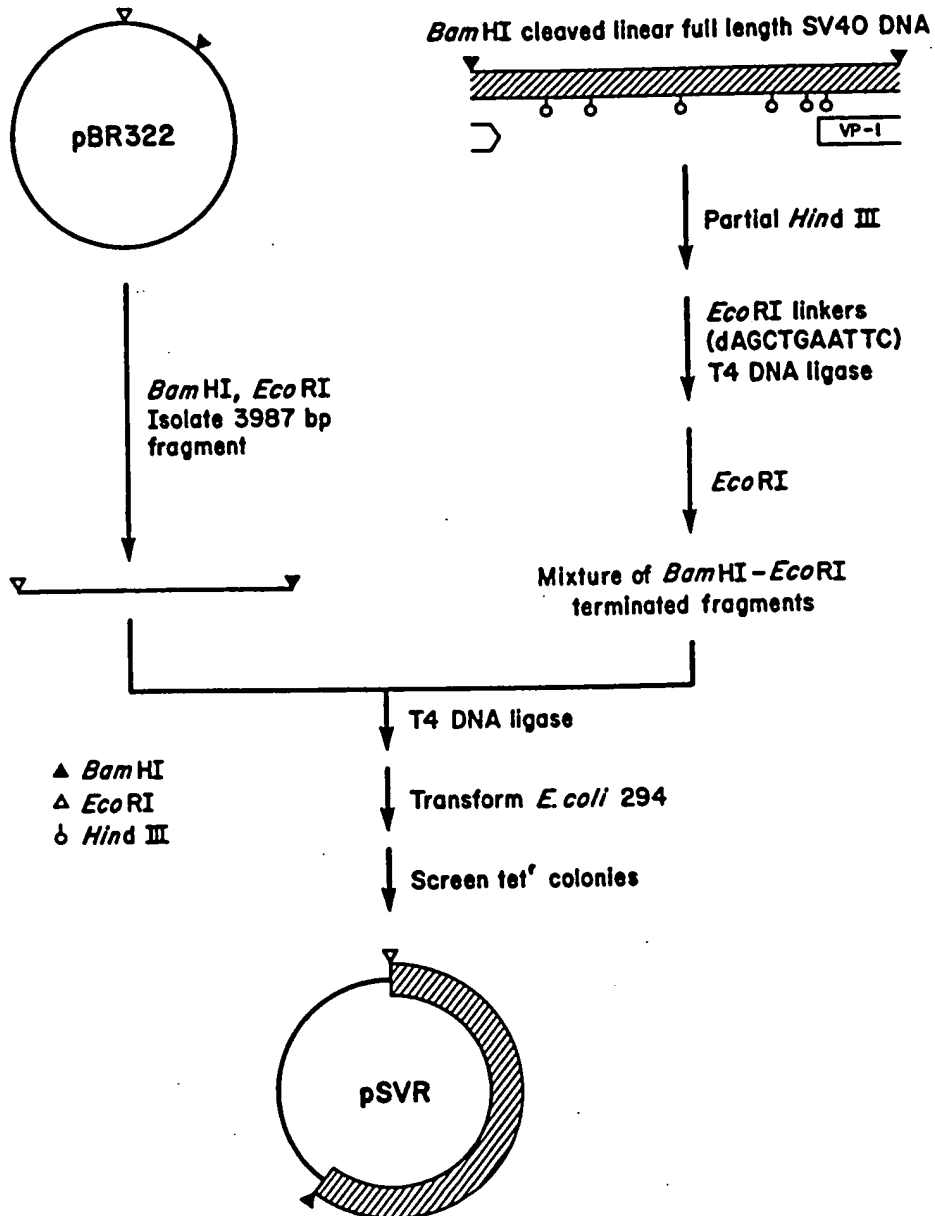 BamHI cleaved linear full length SV40 DNA
pBR322
VP-1
Partial Hind III
EcoRI linkers
(dAGCTGAATTC)
T4 DNA ligase
BamHI, EcoRI
Isolate 3987 bp
fragment
EcoRI
Mixture of BamHI-EcoRI
terminated fragments
T4 DNA ligase
▲ BamHI
△ EcoRI
Hind III
Transform E. coli 294
Screen tetʳ colonies
pSVR